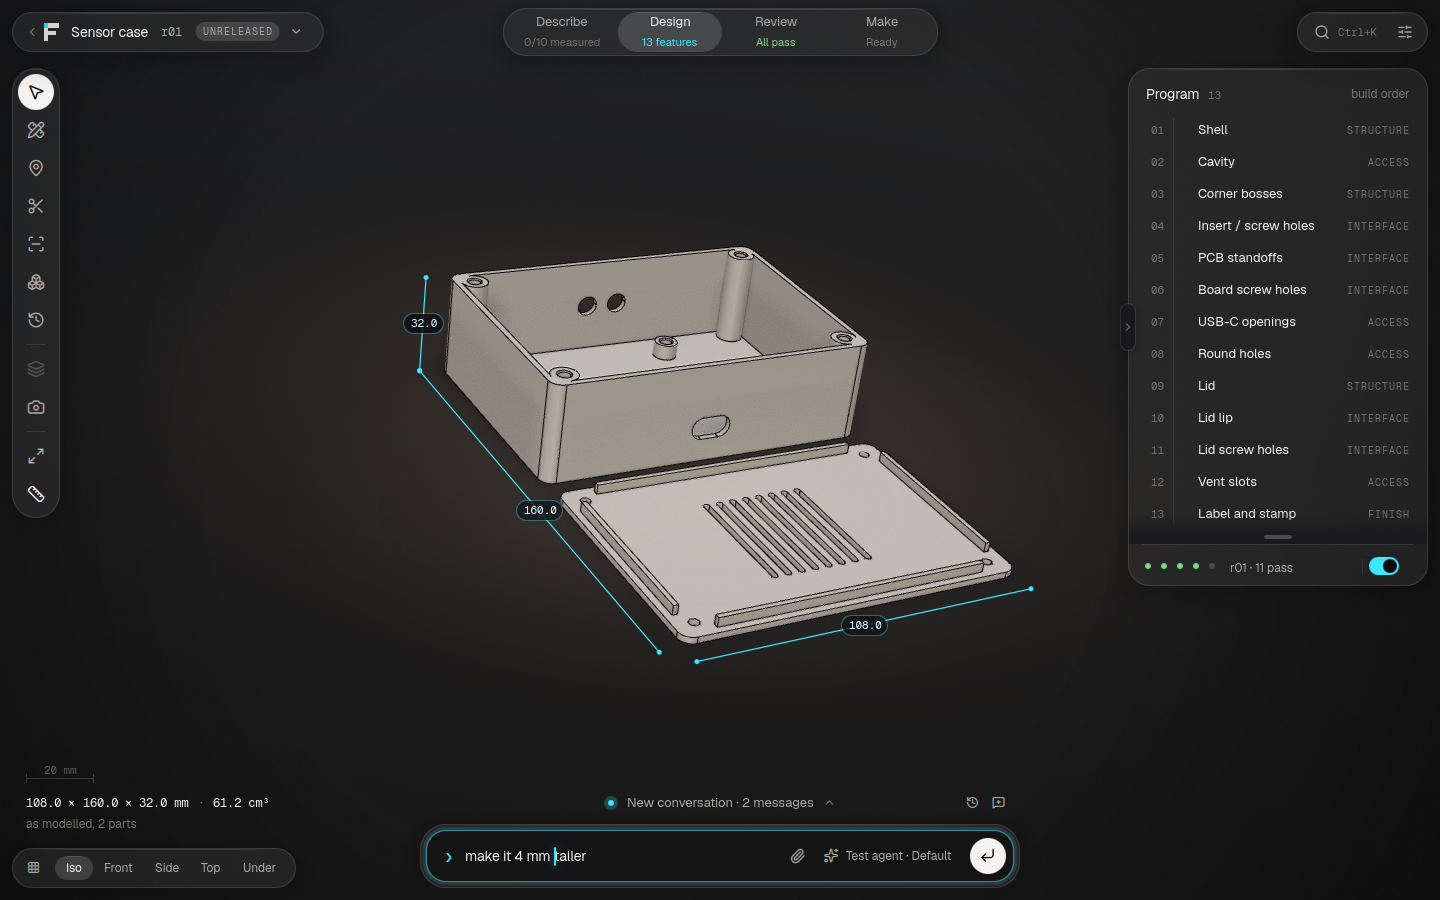 Sensor case r01 UNRELEASED
Describe
0/10 measured
Design
13 features
Review
All pass
Make
Ready
Ctrl+K
Program 13 build order
01 Shell STRUCTURE
02 Cavity ACCESS
03 Corner bosses STRUCTURE
04 Insert / screw holes INTERFACE
05 PCB standoffs INTERFACE
06 Board screw holes INTERFACE
07 USB-C openings ACCESS
08 Round holes ACCESS
09 Lid STRUCTURE
10 Lid lip INTERFACE
11 Lid screw holes INTERFACE
12 Vent slots ACCESS
13 Label and stamp FINISH
r01 · 11 pass
32.0
160.0
108.0
20 mm
108.0 × 160.0 × 32.0 mm · 61.2 cm³
as modelled, 2 parts
Iso Front Side Top Under
New conversation · 2 messages
make it 4 mm taller
Test agent · Default